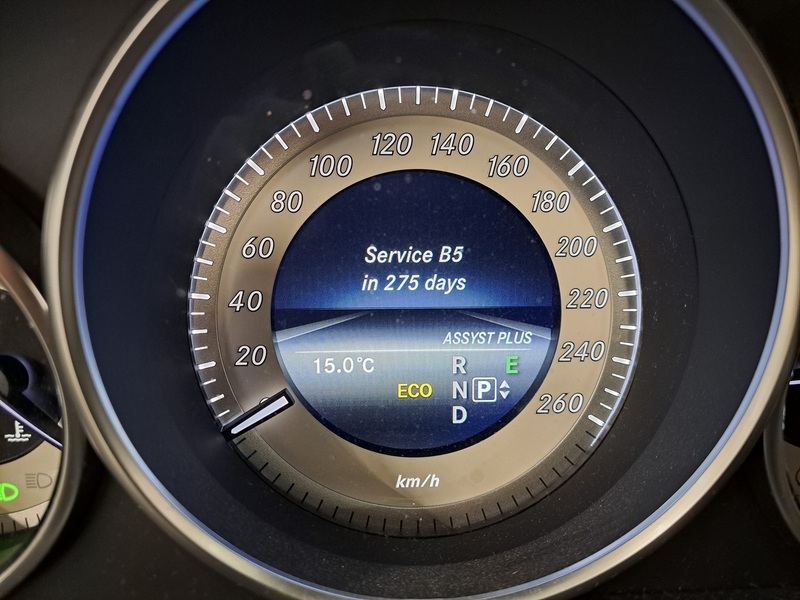 120 140
100 160
80 180
60 200
40 220
20 240
260
Service B5
in 275 days
ASSYST PLUS
15.0°C
R E
ECO N P
D
km/h